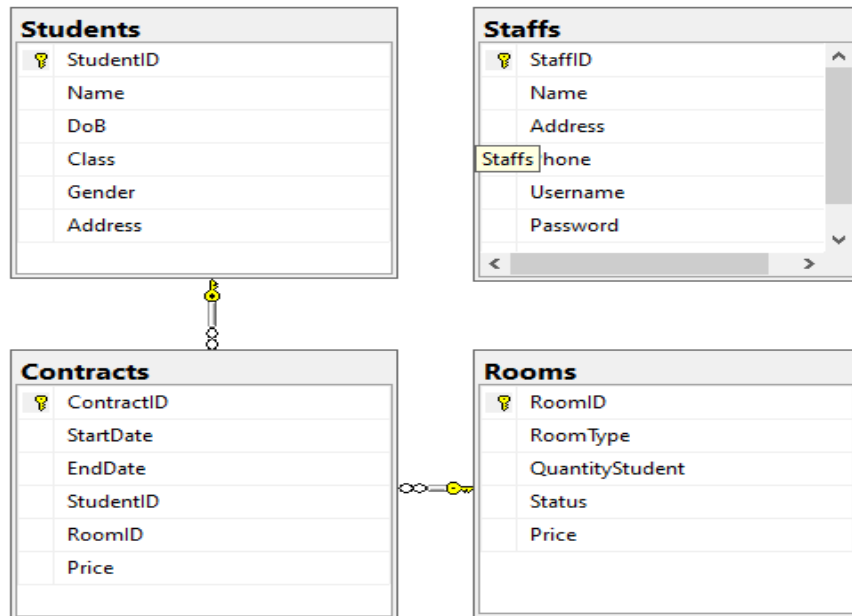 Students
StudentID
Name
DoB
Class
Gender
Address
Staffs
StaffID
Name
Address
Staffs hone
Username
Password
Contracts
ContractID
StartDate
EndDate
StudentID
RoomID
Price
Rooms
RoomID
RoomType
QuantityStudent
Status
Price